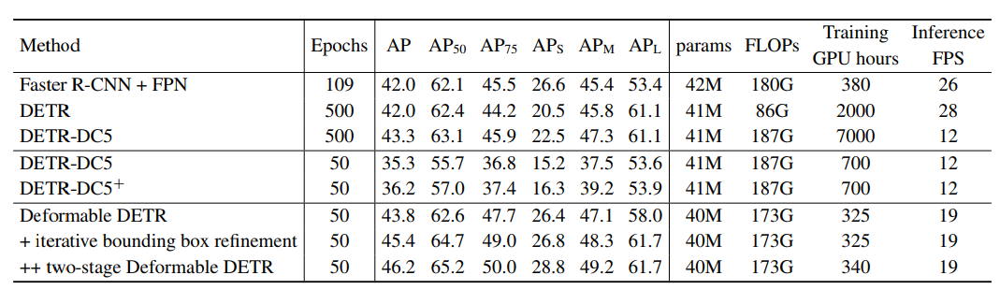 Method Epochs AP AP50 AP75 APS APM APL params FLOPs Training GPU hours Inference FPS
Faster R-CNN + FPN 109 42.0 62.1 45.5 26.6 45.4 53.4 42M 180G 380 26
DETR 500 42.0 62.4 44.2 20.5 45.8 61.1 41M 86G 2000 28
DETR-DC5 500 43.3 63.1 45.9 22.5 47.3 61.1 41M 187G 7000 12
DETR-DC5 50 35.3 55.7 36.8 15.2 37.5 53.6 41M 187G 700 12
DETR-DC5+ 50 36.2 57.0 37.4 16.3 39.2 53.9 41M 187G 700 12
Deformable DETR 50 43.8 62.6 47.7 26.4 47.1 58.0 40M 173G 325 19
+ iterative bounding box refinement 50 45.4 64.7 49.0 26.8 48.3 61.7 40M 173G 325 19
++ two-stage Deformable DETR 50 46.2 65.2 50.0 28.8 49.2 61.7 40M 173G 340 19